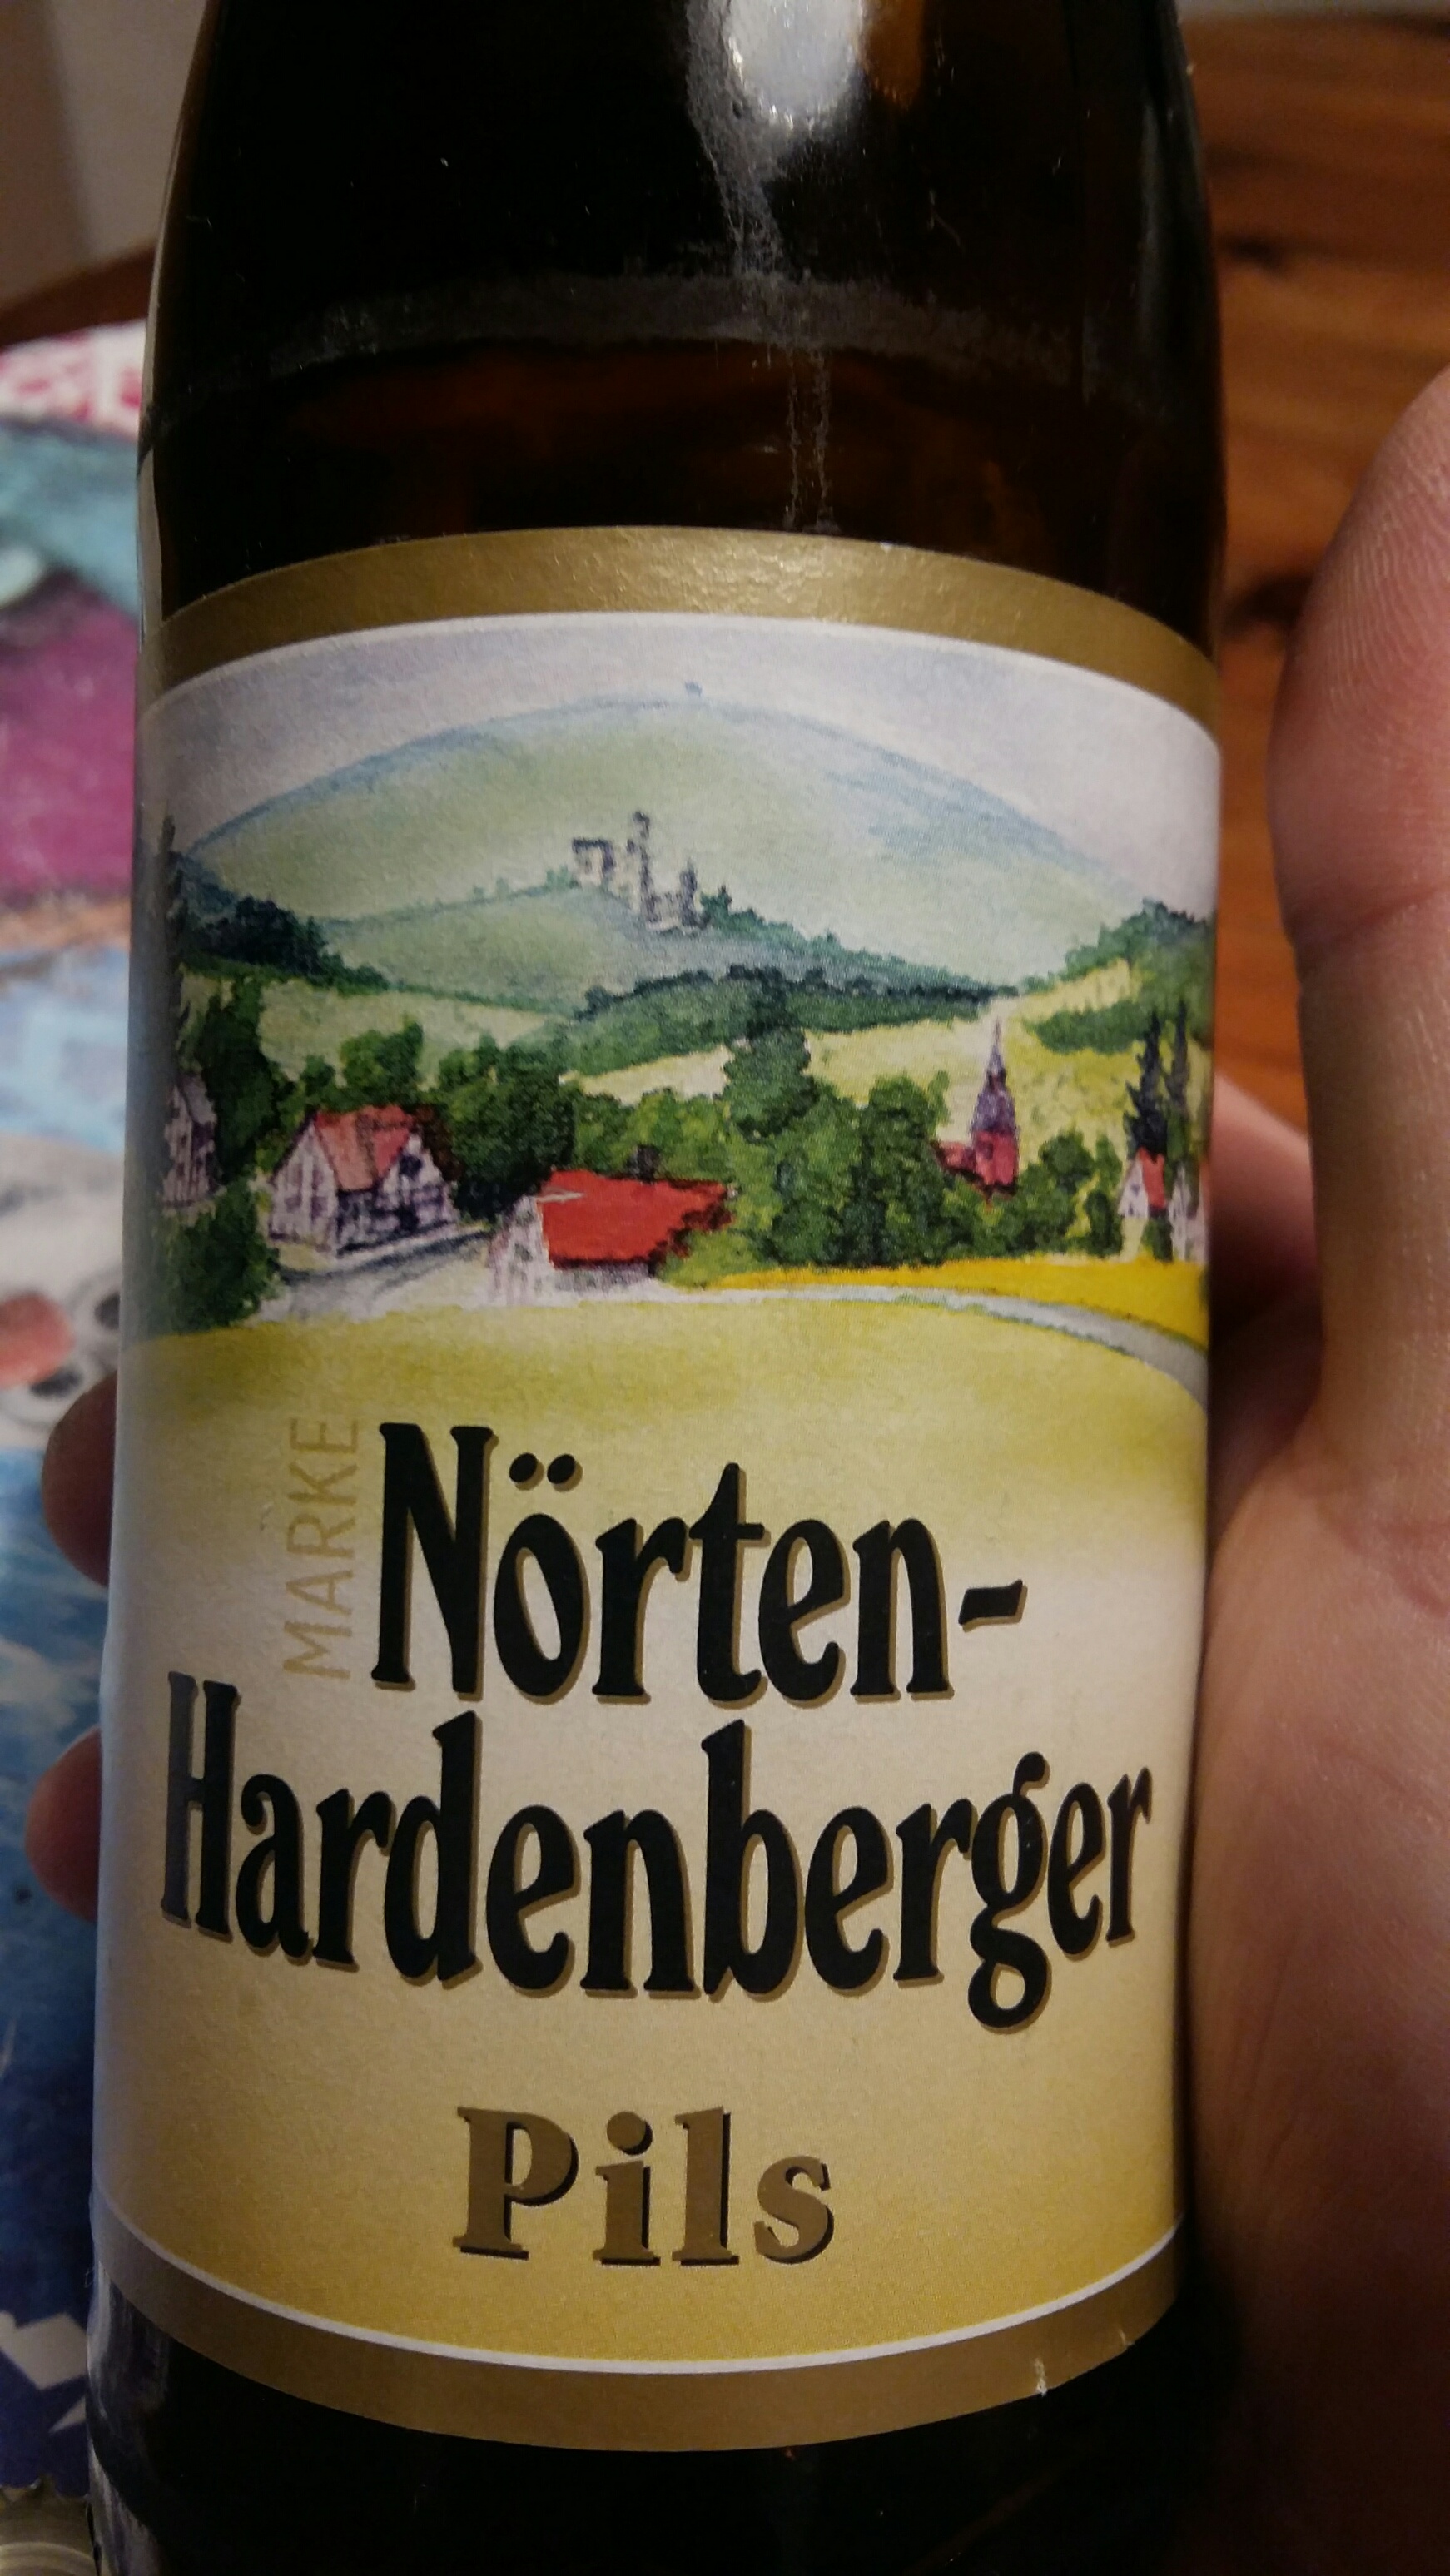 MARKE
Nörten-
Hardenberger
Pils